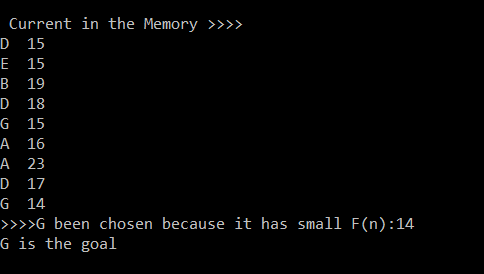 Current in the Memory >>>>
D  15
E  15
B  19
D  18
G  15
A  16
A  23
D  17
G  14
>>>>G been chosen because it has small F(n):14
G is the goal